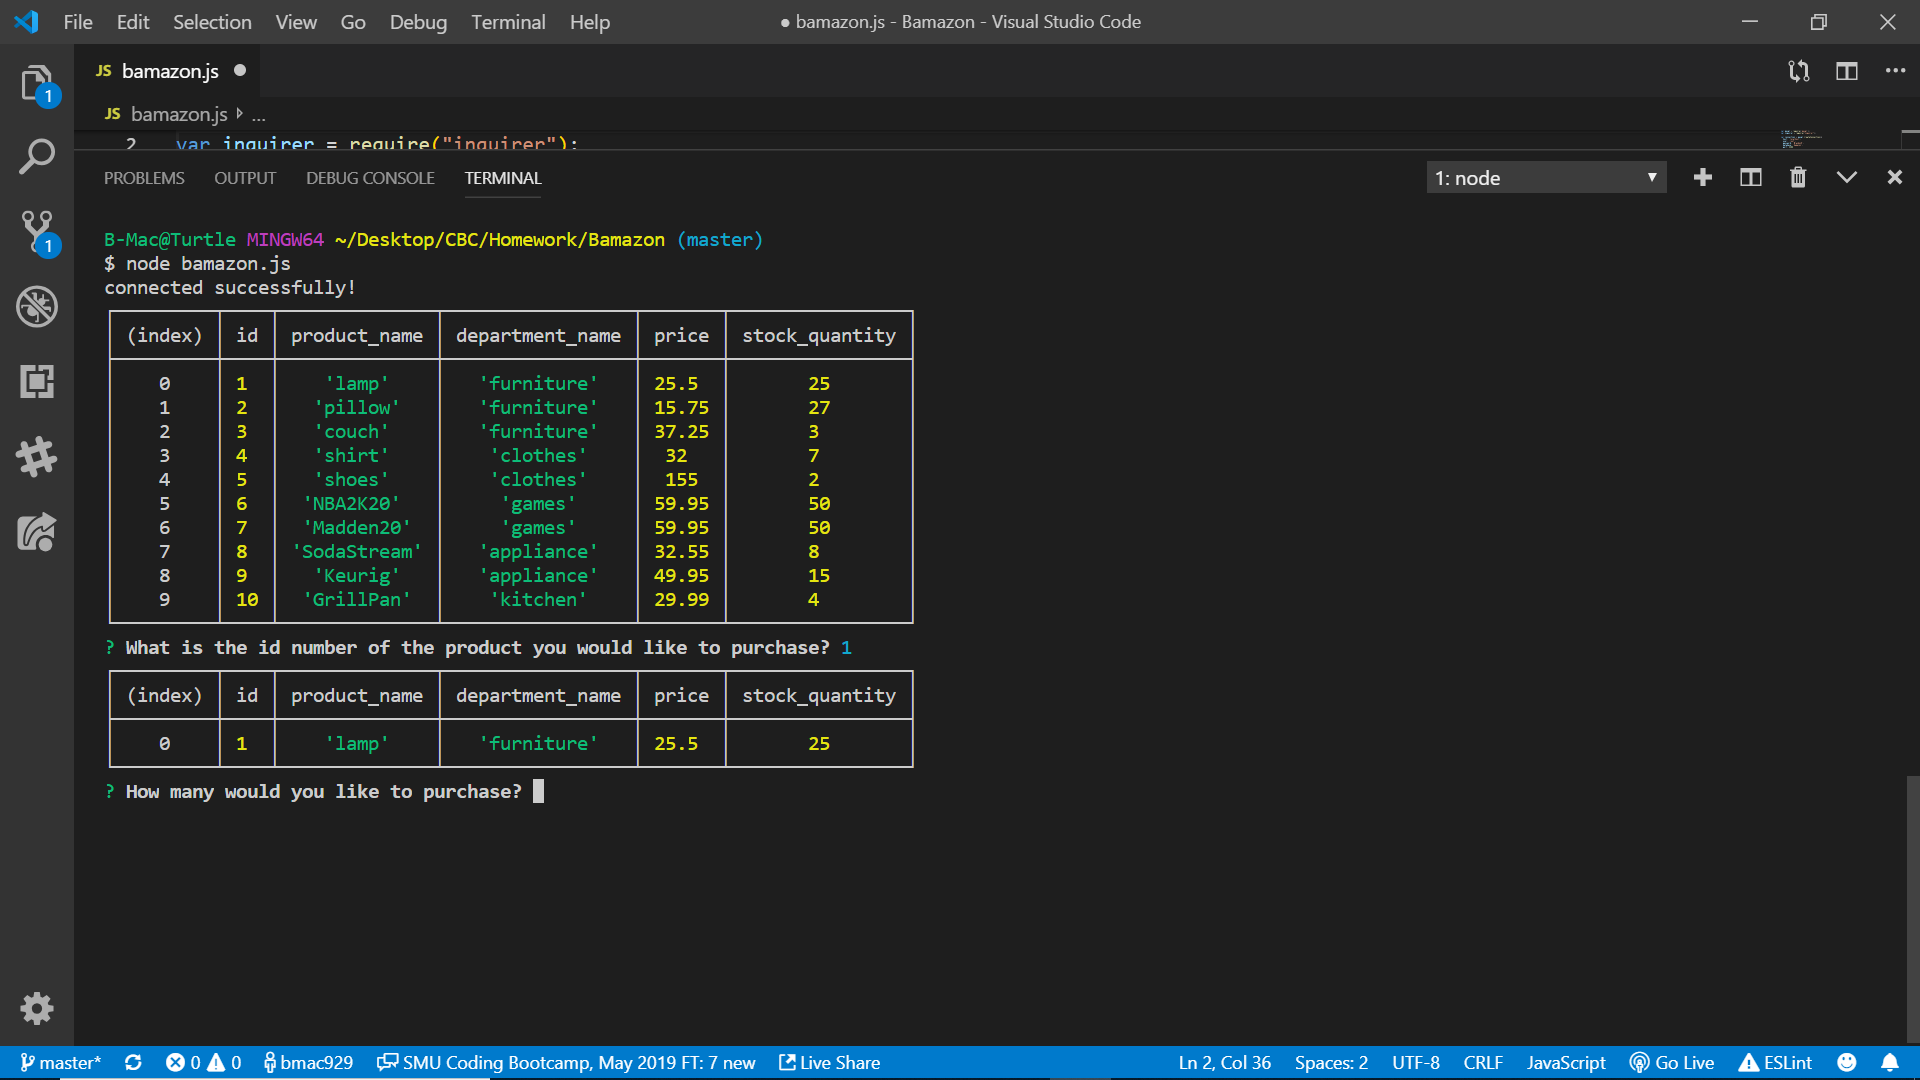 File Edit Selection View Go Debug Terminal Help ● bamazon.js - Bamazon - Visual Studio Code
JS bamazon.js ●
JS bamazon.js ...
2 var inquirer = require("inquirer");
PROBLEMS OUTPUT DEBUG CONSOLE TERMINAL 1: node
B-Mac@Turtle MINGW64 ~/Desktop/CBC/Homework/Bamazon (master)
$ node bamazon.js
connected successfully!
(index) id product_name department_name price stock_quantity
0 1 'lamp' 'furniture' 25.5 25
1 2 'pillow' 'furniture' 15.75 27
2 3 'couch' 'furniture' 37.25 3
3 4 'shirt' 'clothes' 32 7
4 5 'shoes' 'clothes' 155 2
5 6 'NBA2K20' 'games' 59.95 50
6 7 'Madden20' 'games' 59.95 50
7 8 'SodaStream' 'appliance' 32.55 8
8 9 'Keurig' 'appliance' 49.95 15
9 10 'GrillPan' 'kitchen' 29.99 4
? What is the id number of the product you would like to purchase? 1
(index) id product_name department_name price stock_quantity
0 1 'lamp' 'furniture' 25.5 25
? How many would you like to purchase?
1
1
master* 0 0 bmac929 SMU Coding Bootcamp, May 2019 FT: 7 new Live Share Ln 2, Col 36 Spaces: 2 UTF-8 CRLF JavaScript Go Live ESLint